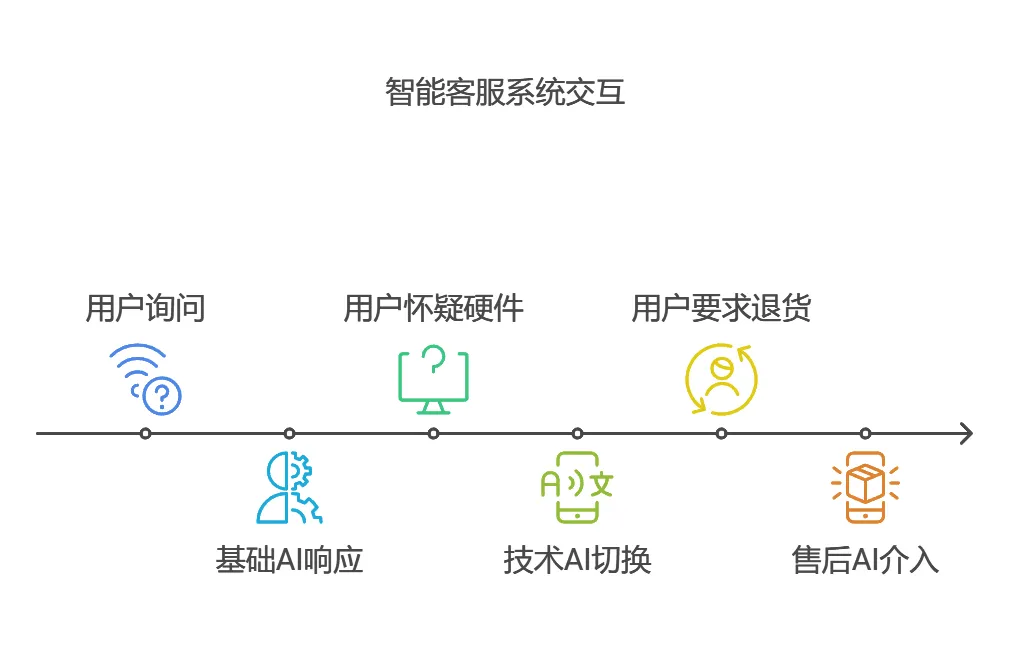 智能客服系统交互
用户询问
用户怀疑硬件
用户要求退货
A 文
基础AI响应
技术AI切换
售后AI介入